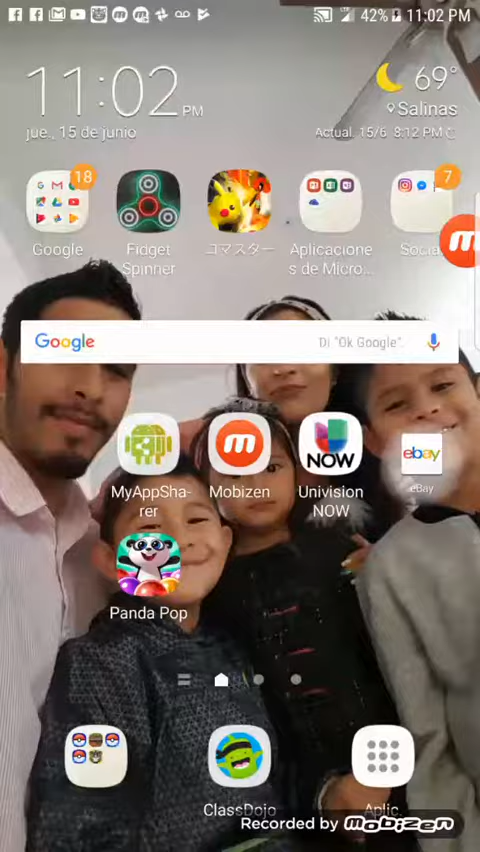 42% 11:02 PM
11:02 PM
jue., 15 de junio
69°
Salinas
Actual. 15/6 8:12 PM
18
7
Google
Fidget
Spinner
コマスター
Aplicacione
s de Micro...
Socia
Google
Di "Ok Google".
NOW
ebay
MyAppSha-
rer
Mobizen
Univision
NOW
eBay
Panda Pop
ClassDojo
Aplic.
Recorded by mobizen